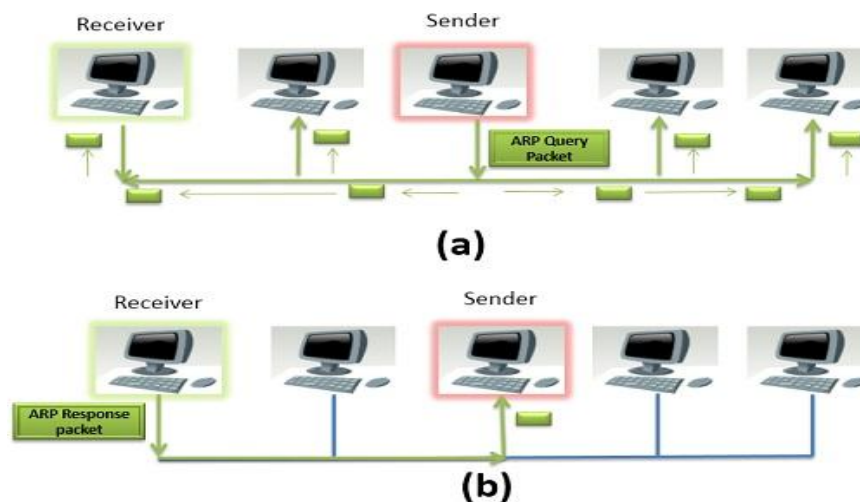 Receiver
Sender
ARP Query
Packet
(a)
Receiver
Sender
ARP Response
packet
(b)